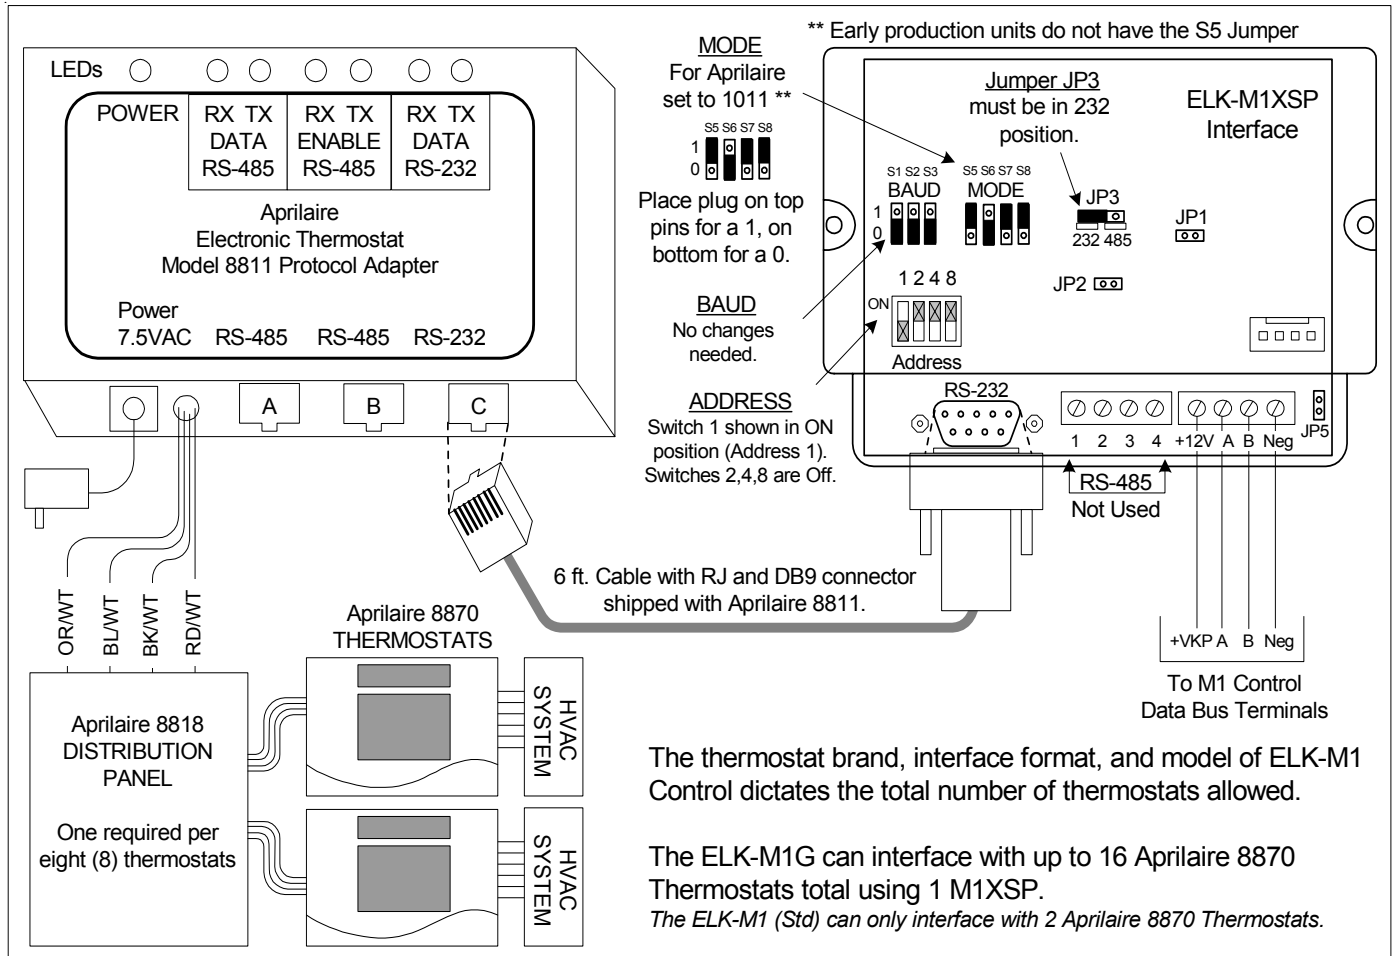 ** Early production units do not have the S5 Jumper
LEDs
POWER
RX TX
DATA
RS-485
RX TX
ENABLE
RS-485
RX TX
DATA
RS-232
Aprilaire
Electronic Thermostat
Model 8811 Protocol Adapter
Power
7.5VAC
RS-485
RS-485
RS-232
A
B
C
MODE
For Aprilaire
set to 1011 **
S5 S6 S7 S8
1
0
Place plug on top
pins for a 1, on
bottom for a 0.
BAUD
No changes
needed.
ADDRESS
Switch 1 shown in ON
position (Address 1).
Switches 2,4,8 are Off.
Jumper JP3
must be in 232
position.
ELK-M1XSP
Interface
S1 S2 S3
BAUD
1
0
S5 S6 S7 S8
MODE
JP3
232 485
JP1
JP2
1 2 4 8
ON
Address
RS-232
1 2 3 4
+12V A B Neg
JP5
RS-485
Not Used
+VKP A B Neg
To M1 Control
Data Bus Terminals
6 ft. Cable with RJ and DB9 connector
shipped with Aprilaire 8811.
OR/WT
BL/WT
BK/WT
RD/WT
Aprilaire 8870
THERMOSTATS
HVAC
SYSTEM
HVAC
SYSTEM
Aprilaire 8818
DISTRIBUTION
PANEL
One required per
eight (8) thermostats
The thermostat brand, interface format, and model of ELK-M1
Control dictates the total number of thermostats allowed.
The ELK-M1G can interface with up to 16 Aprilaire 8870
Thermostats total using 1 M1XSP.
The ELK-M1 (Std) can only interface with 2 Aprilaire 8870 Thermostats.